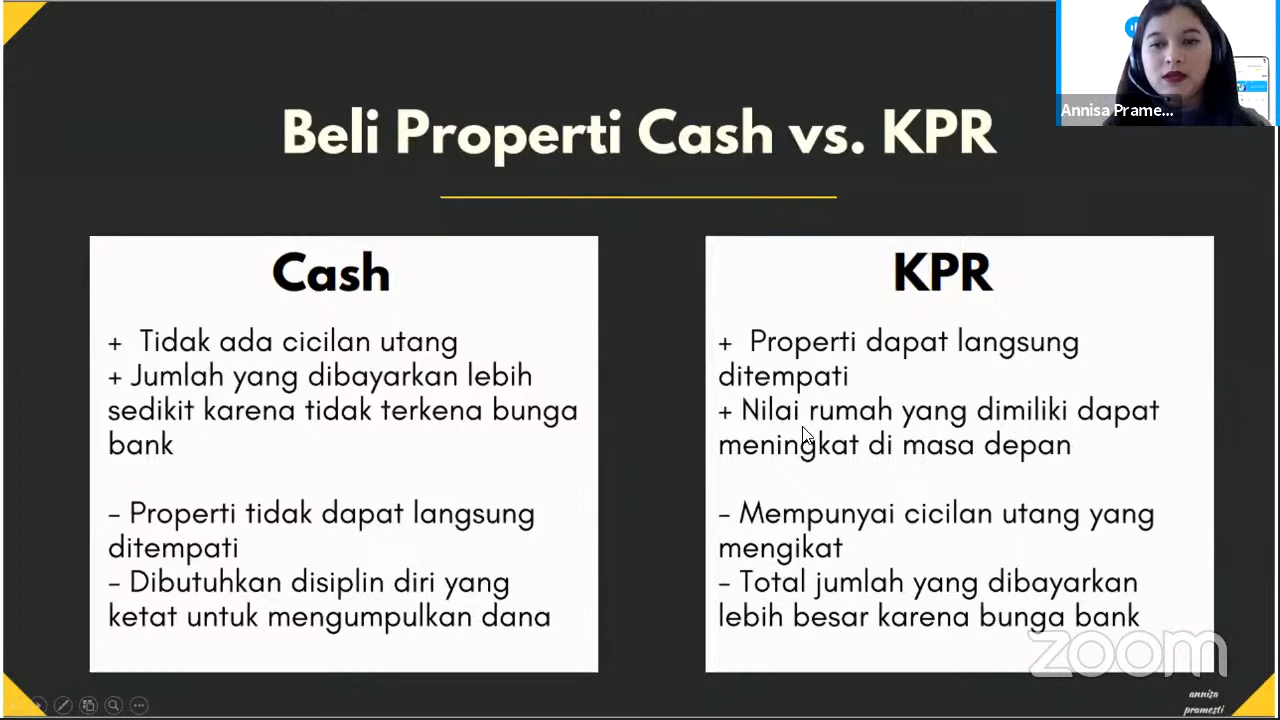 Annisa Prame...
Beli Properti Cash vs. KPR
Cash
+ Tidak ada cicilan utang
+ Jumlah yang dibayarkan lebih
sedikit karena tidak terkena bunga
bank
- Properti tidak dapat langsung
ditempati
- Dibutuhkan disiplin diri yang
ketat untuk mengumpulkan dana
KPR
+ Properti dapat langsung
ditempati
+ Nilai rumah yang dimiliki dapat
meningkat di masa depan
- Mempunyai cicilan utang yang
mengikat
- Total jumlah yang dibayarkan
lebih besar karena bunga bank
zoom
annisa
pramesti